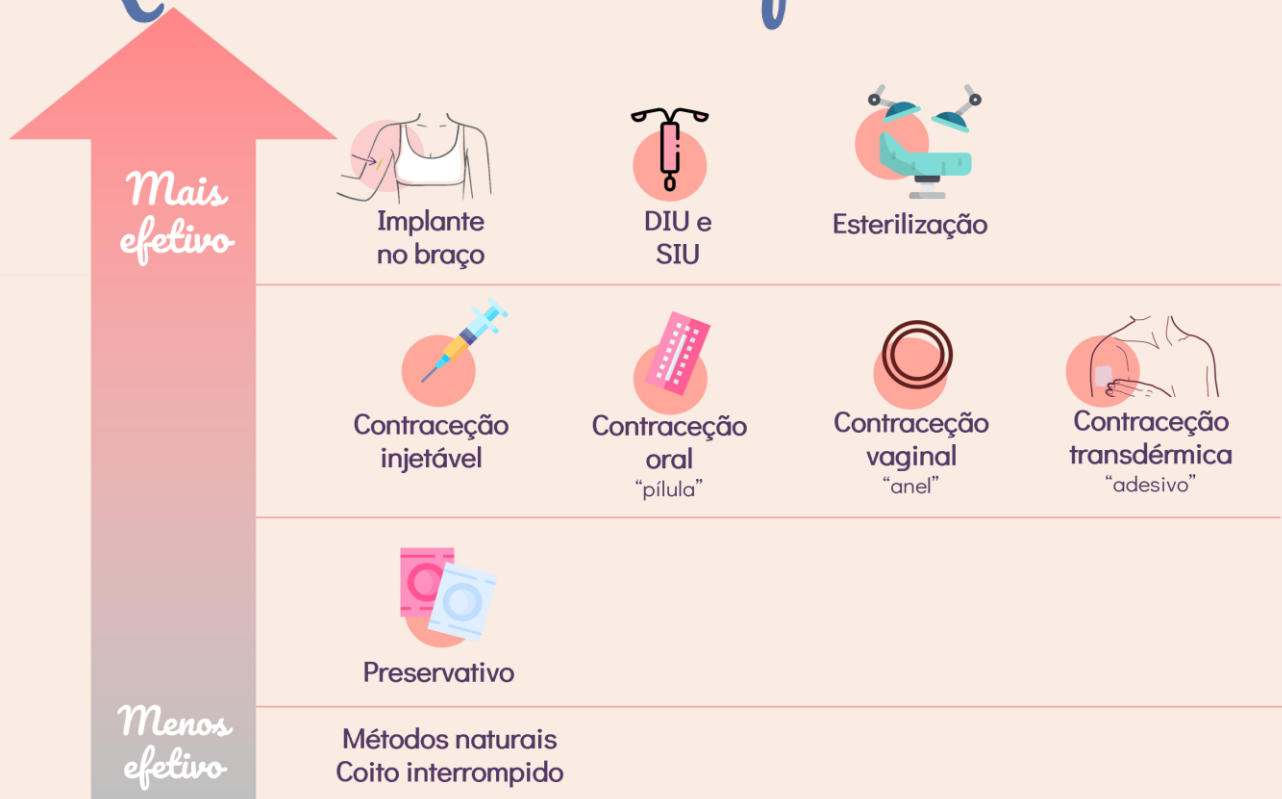 Mais
efetivo
Implante
no braço
DIU e
SIU
Esterilização
Contraceção
injetável
Contraceção
oral
“pílula”
Contraceção
vaginal
“anel”
Contraceção
transdérmica
“adesivo”
Preservativo
Menos
efetivo
Métodos naturais
Coito interrompido